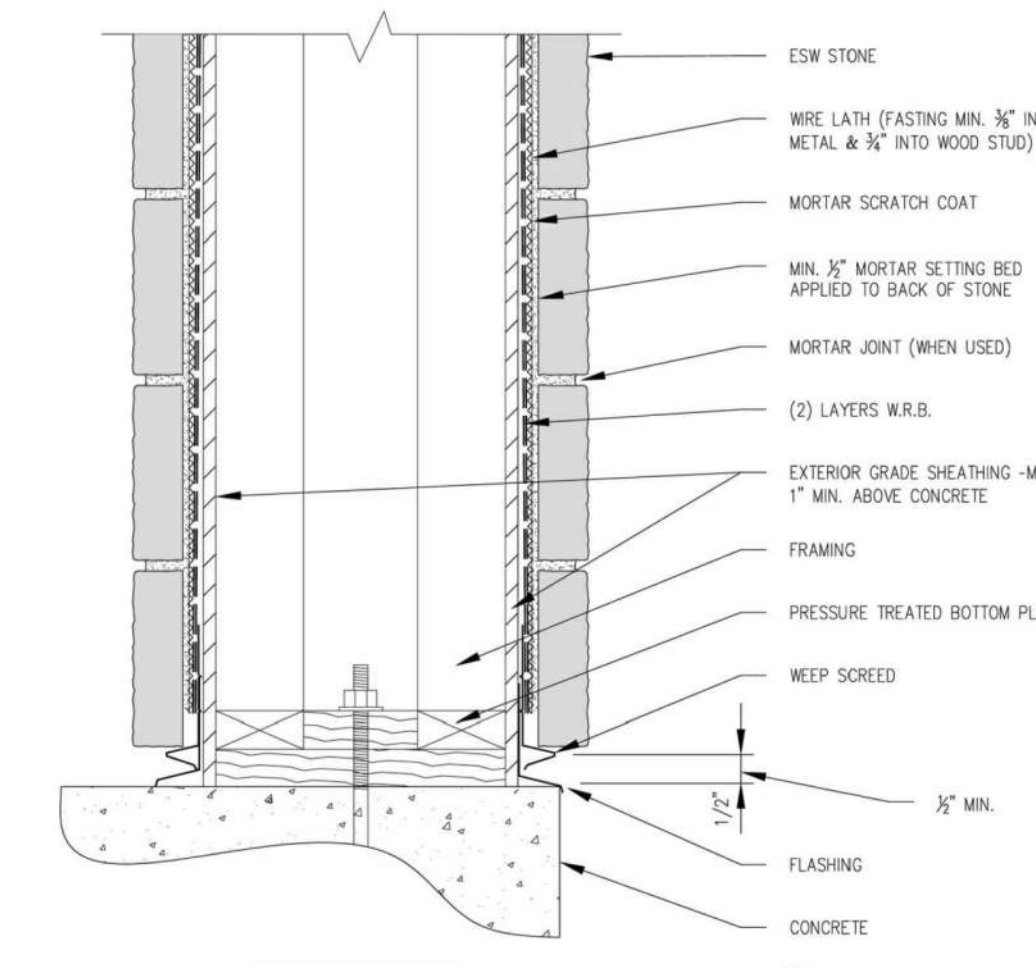 ESW STONE
WIRE LATH (FASTING MIN. ⅜" IN
METAL & ¾" INTO WOOD STUD)
MORTAR SCRATCH COAT
MIN. ½" MORTAR SETTING BED
APPLIED TO BACK OF STONE
MORTAR JOINT (WHEN USED)
(2) LAYERS W.R.B.
EXTERIOR GRADE SHEATHING -M
1" MIN. ABOVE CONCRETE
FRAMING
PRESSURE TREATED BOTTOM PL
WEEP SCREED
1/2"
½" MIN.
FLASHING
CONCRETE